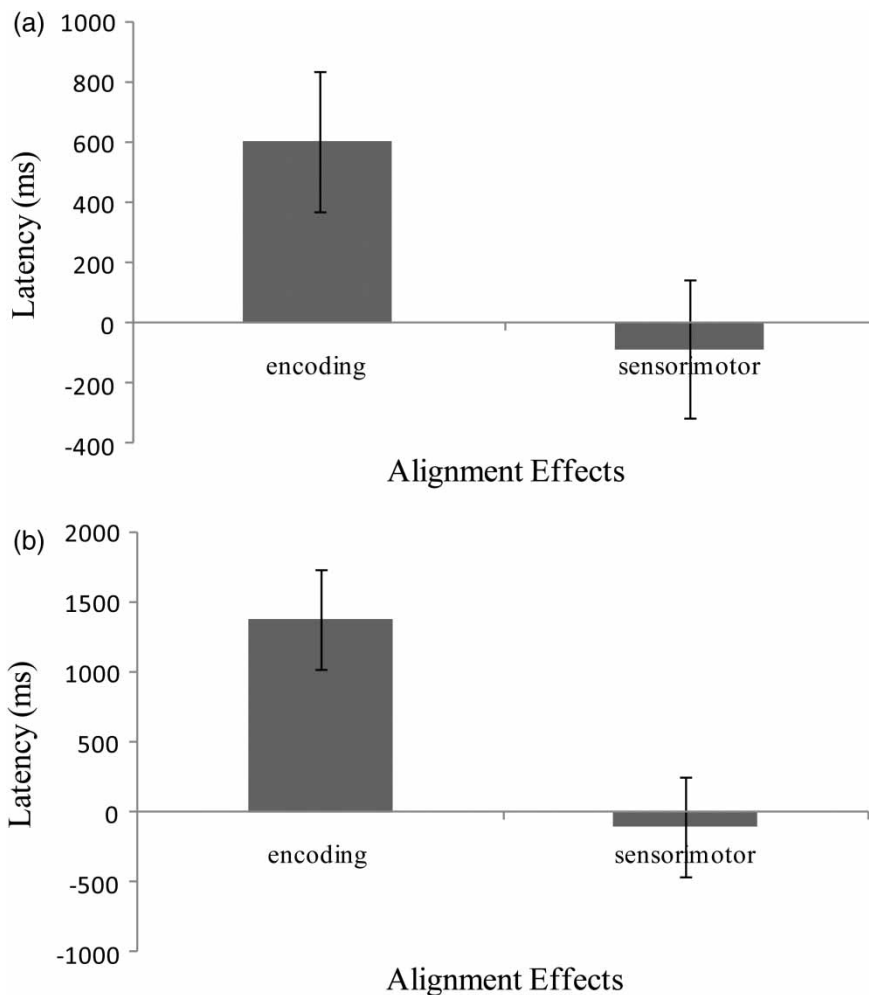 (a)
1000
800
600
400
200
0
-200
-400
Latency (ms)
encoding
sensorimotor
Alignment Effects
(b)
2000
1500
1000
500
0
-500
-1000
Latency (ms)
encoding
sensorimotor
Alignment Effects